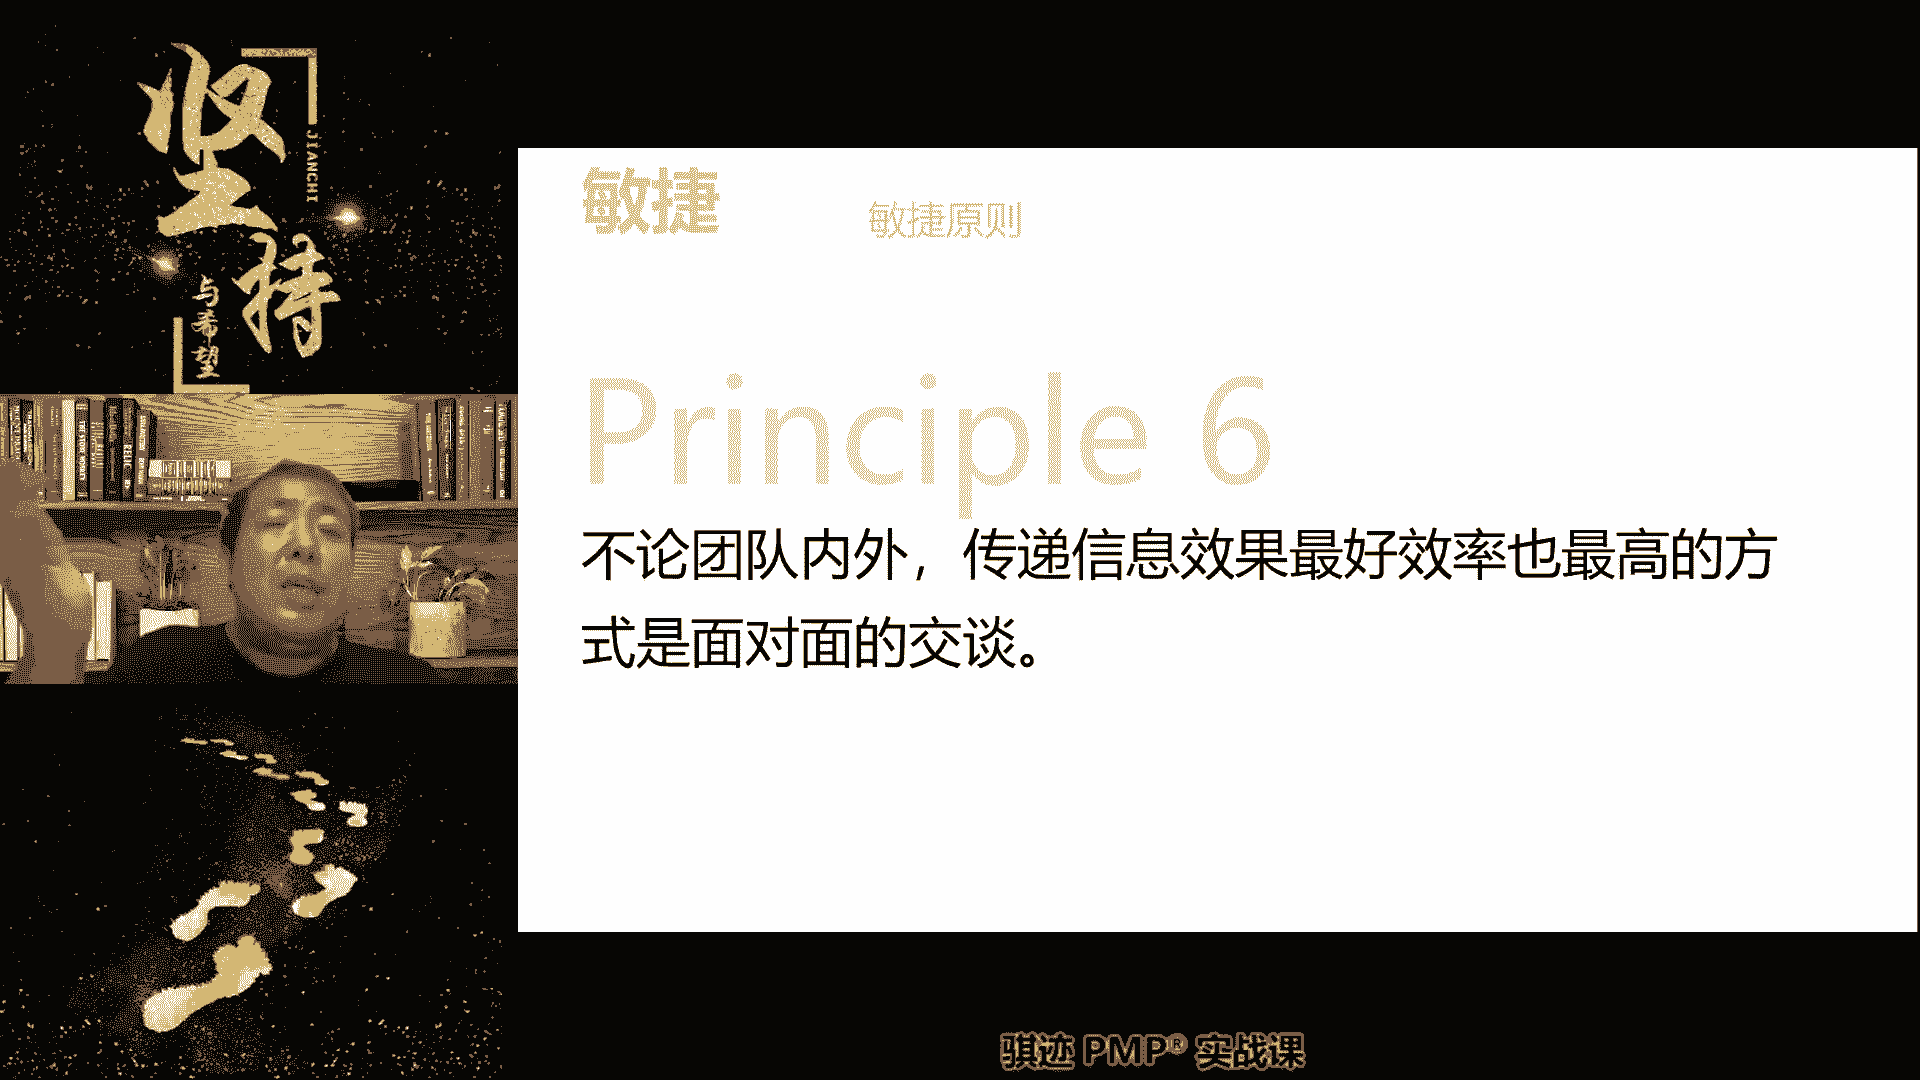 坚持
JIANCHI
与希望
敏捷
敏捷原则
Principle 6
不论团队内外，传递信息效果最好效率也最高的方
式是面对面的交谈。
骐迹 PMP® 实战课